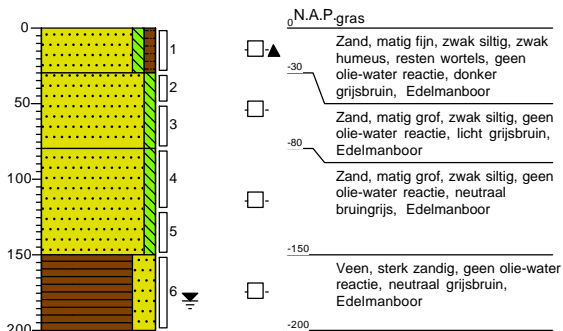 0
50
100
150
200
1
2
3
4
5
6
N.A.P.
0
gras
Zand, matig fijn, zwak siltig, zwak
humeus, resten wortels, geen
olie-water reactie, donker
grijsbruin, Edelmanboor
-30
Zand, matig grof, zwak siltig, geen
olie-water reactie, licht grijsbruin,
Edelmanboor
-80
Zand, matig grof, zwak siltig, geen
olie-water reactie, neutraal
bruingrijs, Edelmanboor
-150
Veen, sterk zandig, geen olie-water
reactie, neutraal grijsbruin,
Edelmanboor
-200